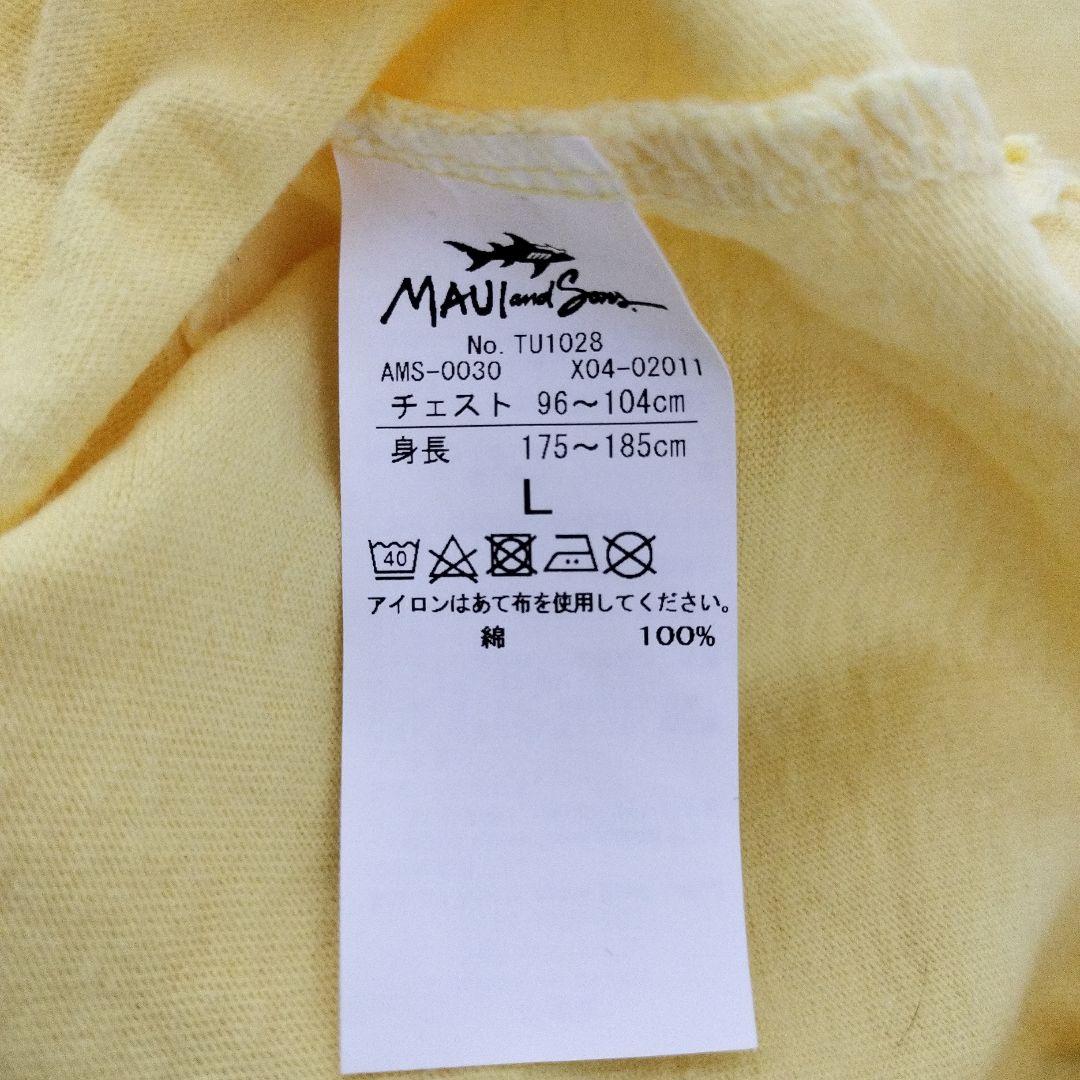 MAUI and Sons
No. TU1028
AMS-0030 X04-02011
チェスト 96～104cm
身長 175～185cm
L
40
アイロンはあて布を使用してください。
綿 100%